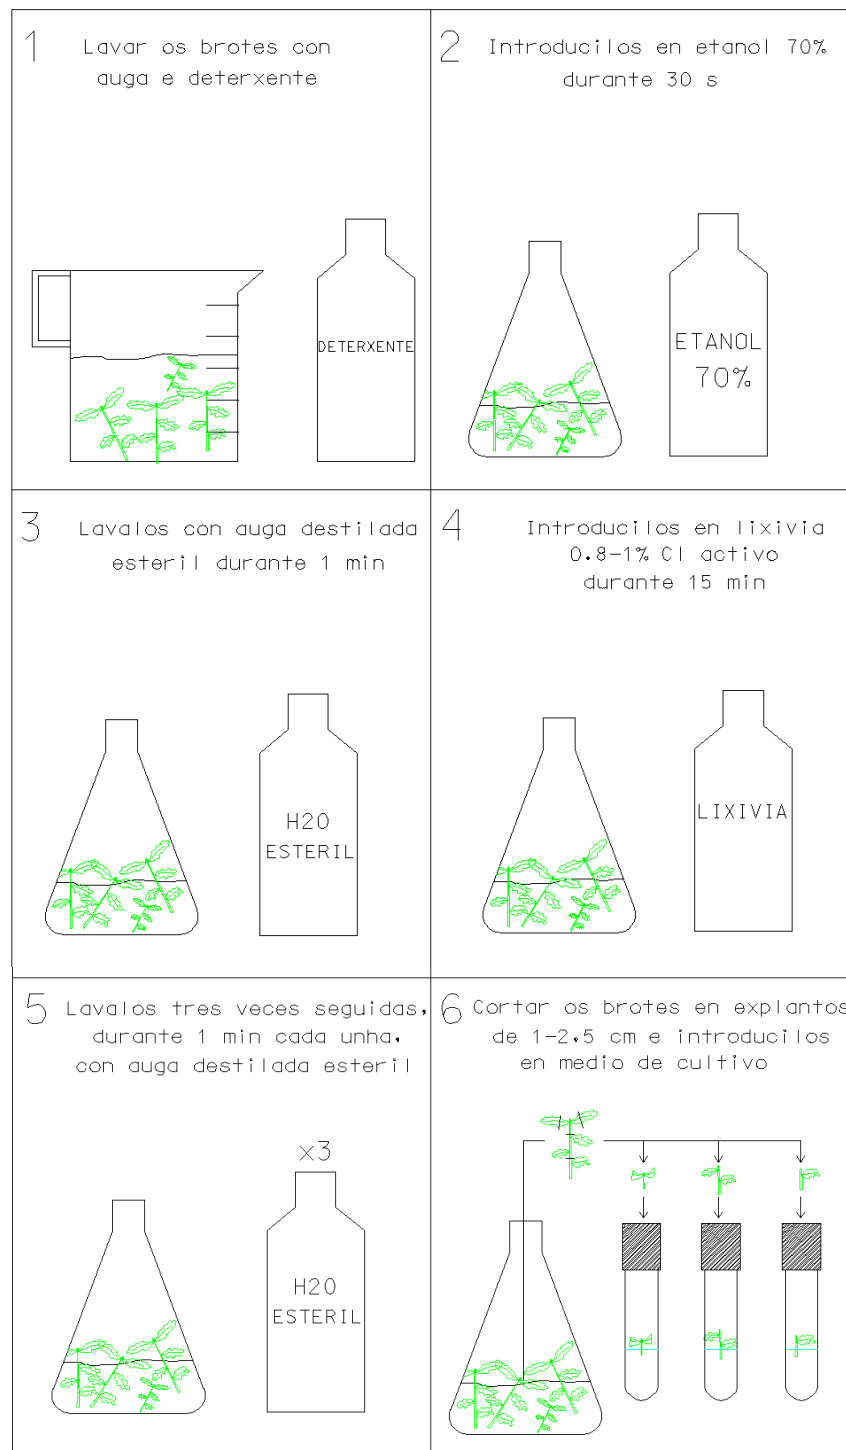 1
Lavar os brotes con
auga e deterxente
DETERXENTE
2
Introducilos en etanol 70%
durante 30 s
ETANOL
70%
3
Lavalos con auga destilada
esteril durante 1 min
H2O
ESTERIL
4
Introducilos en lixivia
0.8-1% Cl activo
durante 15 min
LIXIVIA
5
Lavalos tres veces seguidas,
durante 1 min cada unha,
con auga destilada esteril
x3
H2O
ESTERIL
6
Cortar os brotes en explantos
de 1-2,5 cm e introducilos
en medio de cultivo